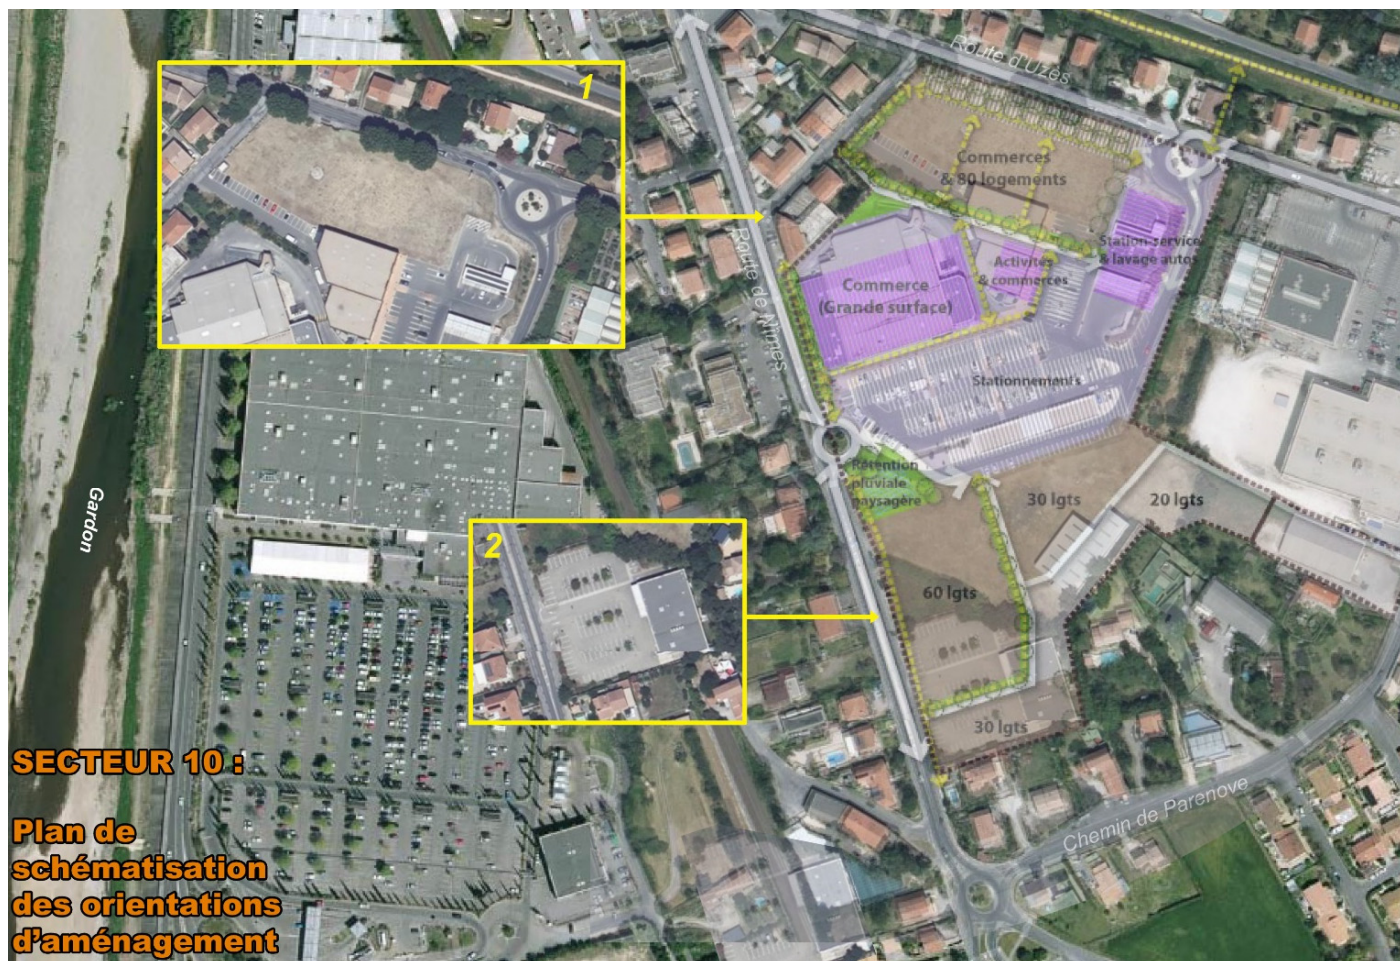 1
Route d'Uzès
Commerces
& 80 logements
Route de Nîmes
Station-service
& lavage autos
Activités
& commerces
Commerce
(Grande surface)
Stationnements
Rétention
pluviale
paysagère
30 lgts
20 lgts
Gardon
2
60 lgts
30 lgts
SECTEUR 10 :
Plan de
schématisation
des orientations
d'aménagement
Chemin de Parenove